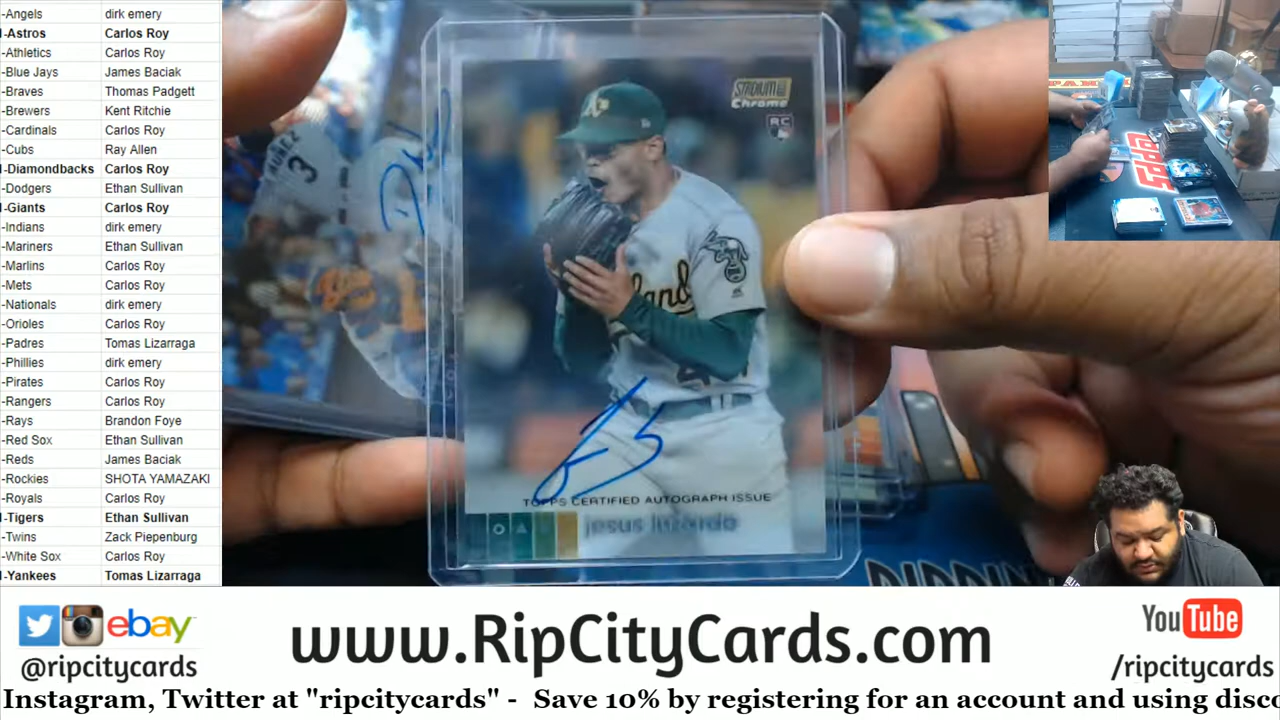 -Angels dirk emery
-Astros Carlos Roy
-Athletics Carlos Roy
-Blue Jays James Baciak
-Braves Thomas Padgett
-Brewers Kent Ritchie
-Cardinals Carlos Roy
-Cubs Ray Allen
-Diamondbacks Carlos Roy
-Dodgers Ethan Sullivan
-Giants Carlos Roy
-Indians dirk emery
-Mariners Ethan Sullivan
-Marlins Carlos Roy
-Mets Carlos Roy
-Nationals dirk emery
-Orioles Carlos Roy
-Padres Tomas Lizarraga
-Phillies dirk emery
-Pirates Carlos Roy
-Rangers Carlos Roy
-Rays Brandon Foye
-Red Sox Ethan Sullivan
-Reds James Baciak
-Rockies SHOTA YAMAZAKI
-Royals Carlos Roy
-Tigers Ethan Sullivan
-Twins Zack Piepenburg
-White Sox Carlos Roy
-Yankees Tomas Lizarraga
STADIUM
Chrome
RC
A's
3
TOPPS CERTIFIED AUTOGRAPH ISSUE
OAK
jesus luzardo
topps
ebay
@ripcitycards
www.RipCityCards.com
YouTube
/ripcitycards
Instagram, Twitter at "ripcitycards" - Save 10% by registering for an account and using disco